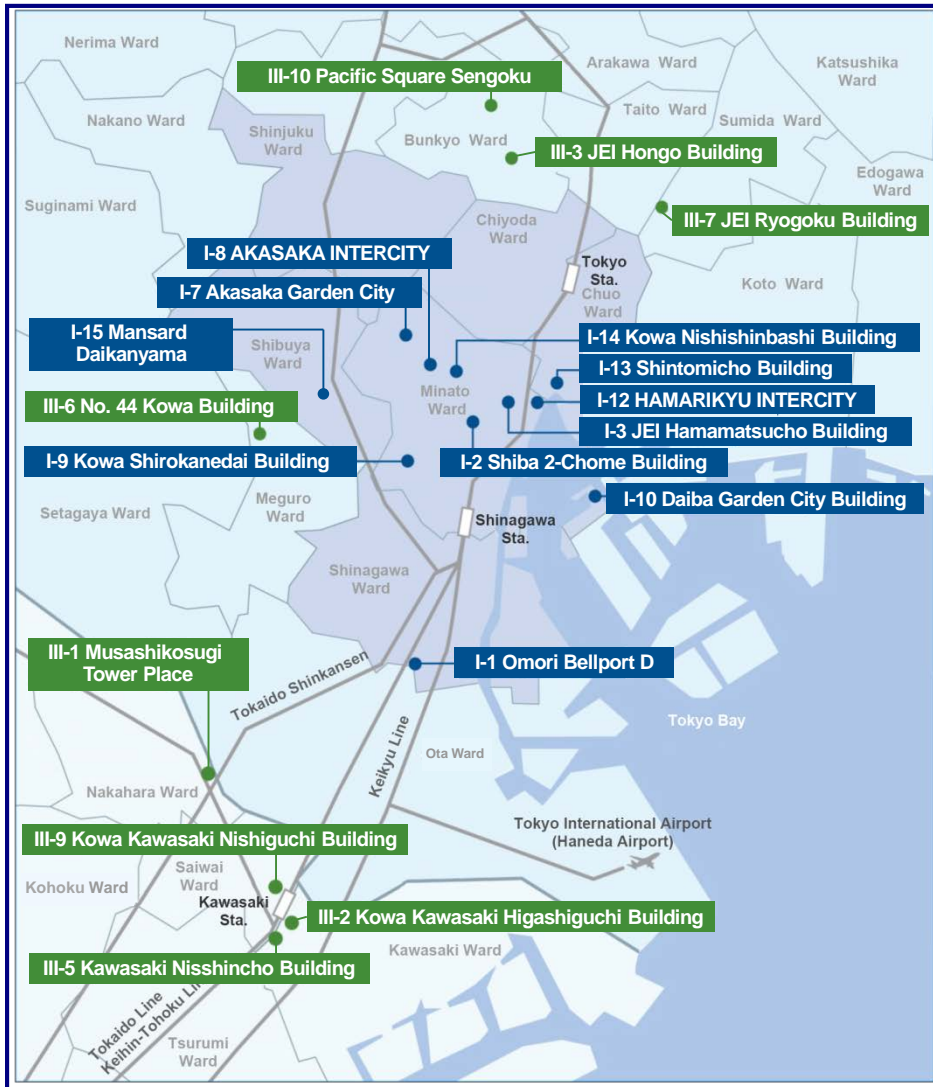 Nerima Ward
III-10 Pacific Square Sengoku
Arakawa Ward
Katsushika
Ward
Nakano Ward
Shinjuku
Ward
Bunkyo Ward
Taito Ward
Sumida Ward
III-3 JEI Hongo Building
Edogawa
Ward
Suginami Ward
Chiyoda
Ward
III-7 JEI Ryogoku Building
I-8 AKASAKA INTERCITY
Tokyo
Sta.
I-7 Akasaka Garden City
Chuo
Ward
Koto Ward
I-15 Mansard
Daikanyama
Shibuya
Ward
I-14 Kowa Nishishinbashi Building
I-13 Shintomicho Building
Minato
Ward
I-12 HAMARIKYU INTERCITY
III-6 No. 44 Kowa Building
I-3 JEI Hamamatsucho Building
I-9 Kowa Shirokanedai Building
I-2 Shiba 2-Chome Building
Meguro
Ward
I-10 Daiba Garden City Building
Setagaya Ward
Shinagawa
Sta.
Shinagawa
Ward
III-1 Musashikosugi
Tower Place
I-1 Omori Bellport D
Tokaido Shinkansen
Tokyo Bay
Keikyu Line
Ota Ward
Nakahara Ward
Tokyo International Airport
(Haneda Airport)
III-9 Kowa Kawasaki Nishiguchi Building
Saiwai
Ward
Kohoku Ward
Kawasaki
Sta.
III-2 Kowa Kawasaki Higashiguchi Building
Kawasaki Ward
III-5 Kawasaki Nisshincho Building
Tokaido Line
Keihin-Tohoku Li
Tsurumi
Ward